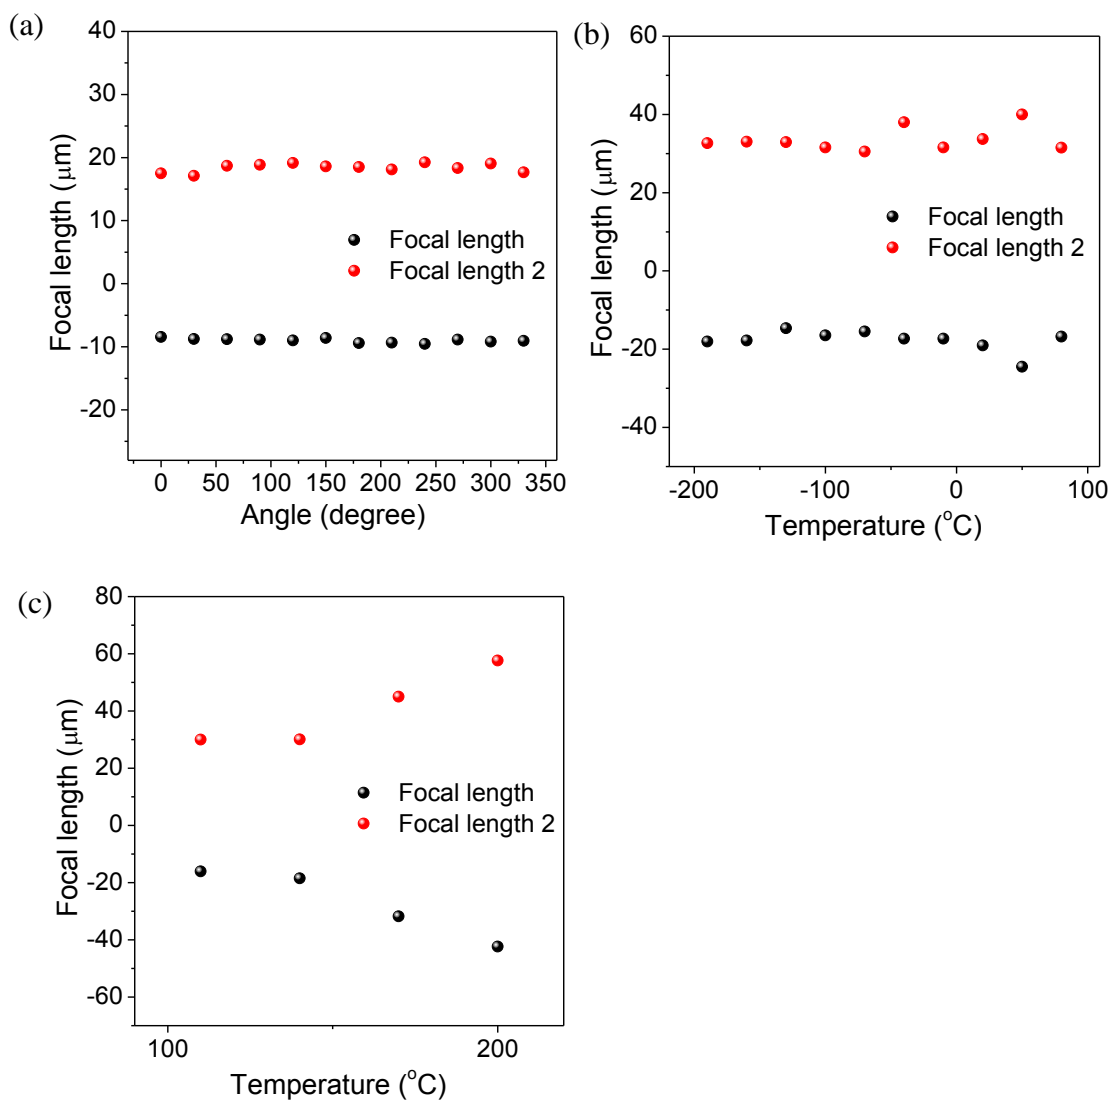 (a)
40
30
20
10
0
-10
-20
Focal length (μm)
Focal length
Focal length 2
0 50 100 150 200 250 300 350
Angle (degree)
(b)
60
40
20
0
-20
-40
Focal length (μm)
Focal length
Focal length 2
-200 -100 0 100
Temperature (°C)
(c)
80
60
40
20
0
-20
-40
-60
Focal length (μm)
Focal length
Focal length 2
100 200
Temperature (°C)